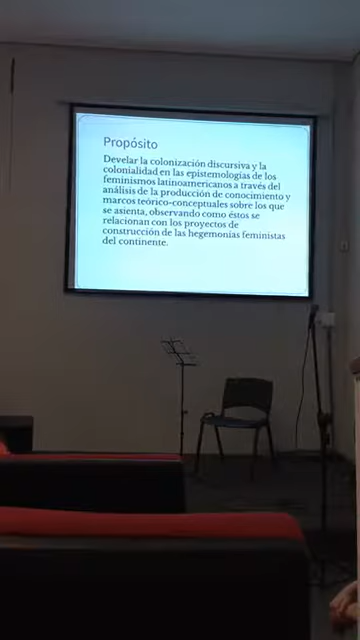 Propósito
Develar la colonización discursiva y la
colonialidad en las epistemologías de los
feminismos latinoamericanos a través del
análisis de la producción de conocimiento y
marcos teórico-conceptuales sobre los que
se asienta, observando como éstos se
relacionan con los proyectos de
construcción de las hegemonías feministas
del continente.